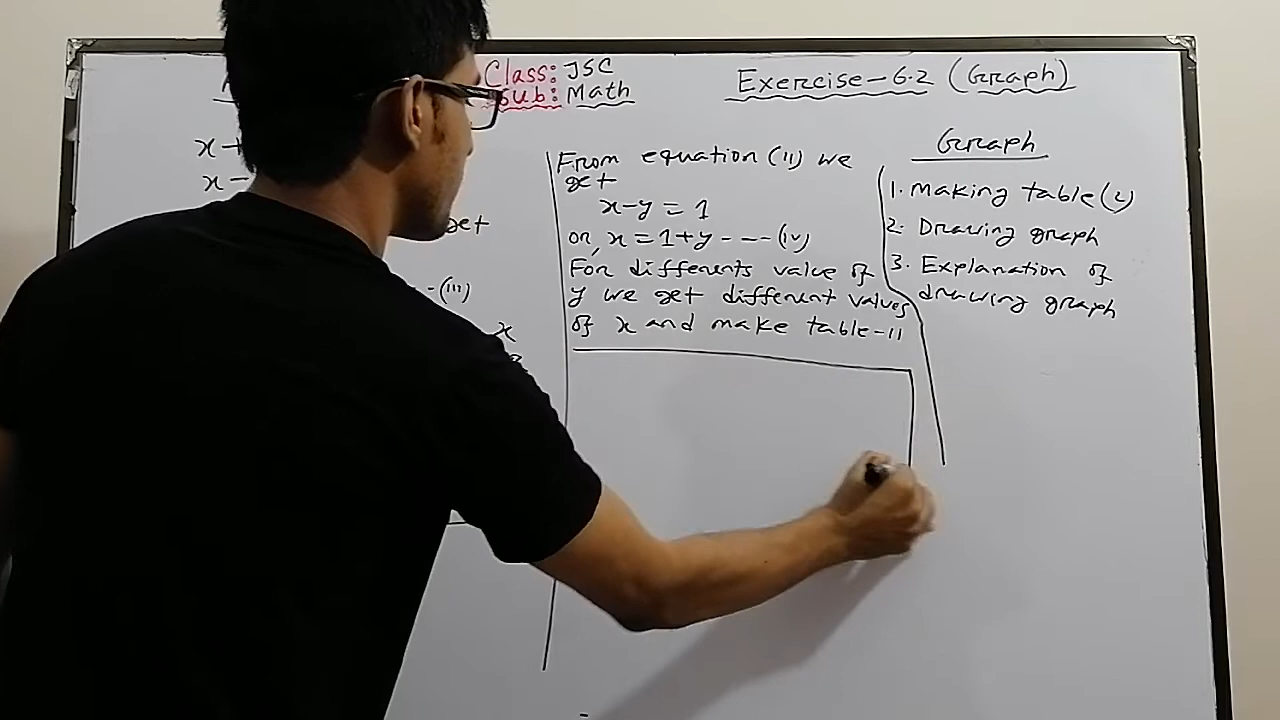 Class: JSC
Sub: Math
Exercise-6.2 (Graph)
x+
x-
get
-(iii)
x
From equation (ii) we
get
x-y = 1
or, x = 1+y - - - (iv)
For differents value of
y we get different values
of x and make table-ii
Graph
1. Making table(2)
2. Drawing graph
3. Explanation of
drawing graph